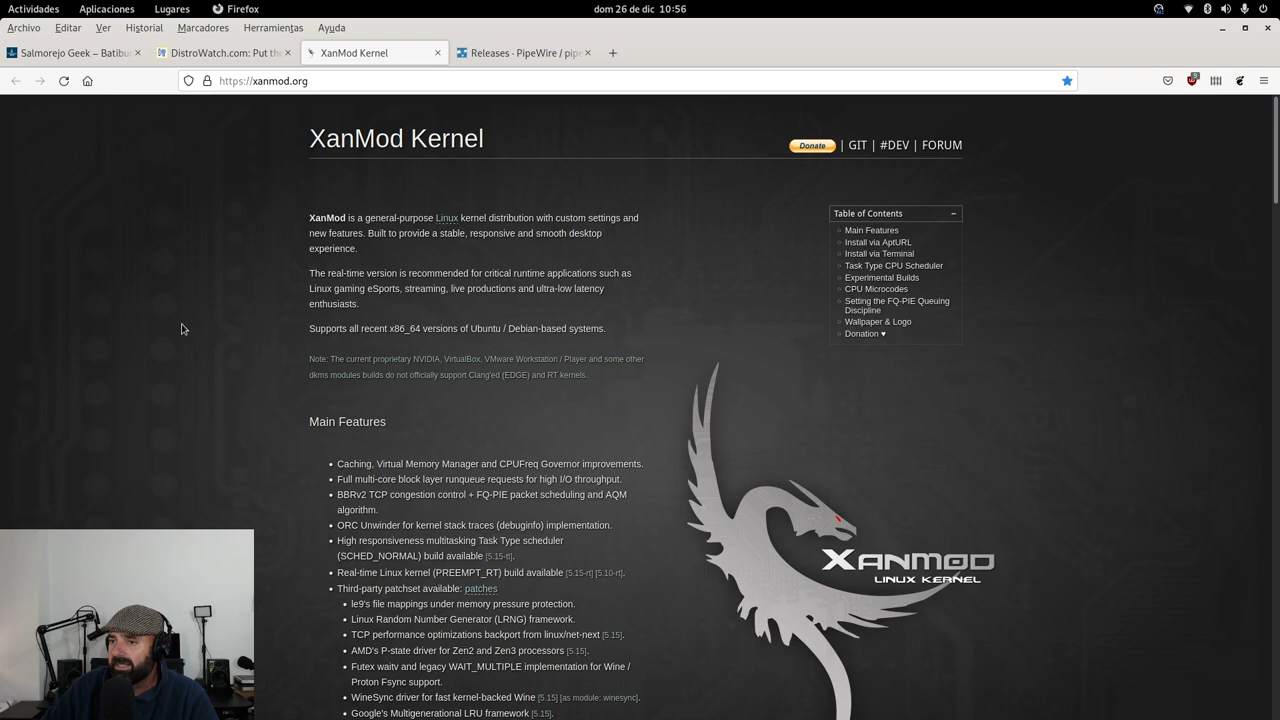 Actividades Aplicaciones Lugares Firefox dom 26 de dic 10:56
Archivo Editar Ver Historial Marcadores Herramientas Ayuda
Salmorejo Geek – Batibur DistroWatch.com: Put the XanMod Kernel Releases · PipeWire / pipe
https://xanmod.org
XanMod Kernel
Donate | GIT | #DEV | FORUM
XanMod is a general-purpose Linux kernel distribution with custom settings and
new features. Built to provide a stable, responsive and smooth desktop
experience.
The real-time version is recommended for critical runtime applications such as
Linux gaming eSports, streaming, live productions and ultra-low latency
enthusiasts.
Supports all recent x86_64 versions of Ubuntu / Debian-based systems.
Note: The current proprietary NVIDIA, VirtualBox, VMware Workstation / Player and some other
dkms modules builds do not officially support Clang'ed (EDGE) and RT kernels.
Table of Contents −
Main Features
Install via AptURL
Install via Terminal
Task Type CPU Scheduler
Experimental Builds
CPU Microcodes
Setting the FQ-PIE Queuing
Discipline
Wallpaper & Logo
Donation ♥
Main Features
• Caching, Virtual Memory Manager and CPUFreq Governor improvements.
• Full multi-core block layer runqueue requests for high I/O throughput.
• BBRv2 TCP congestion control + FQ-PIE packet scheduling and AQM
algorithm.
• ORC Unwinder for kernel stack traces (debuginfo) implementation.
• High responsiveness multitasking Task Type scheduler
(SCHED_NORMAL) build available [5.15-tt].
• Real-time Linux kernel (PREEMPT_RT) build available [5.15-rt] [5.10-rt].
• Third-party patchset available: patches
• le9's file mappings under memory pressure protection.
• Linux Random Number Generator (LRNG) framework.
• TCP performance optimizations backport from linux/net-next [5.15].
• AMD's P-state driver for Zen2 and Zen3 processors [5.15].
• Futex waitv and legacy WAIT_MULTIPLE implementation for Wine /
Proton Fsync support.
• WineSync driver for fast kernel-backed Wine [5.15] [as module: winesync].
• Google's Multigenerational LRU framework [5.15].
XANMOD
LINUX KERNEL